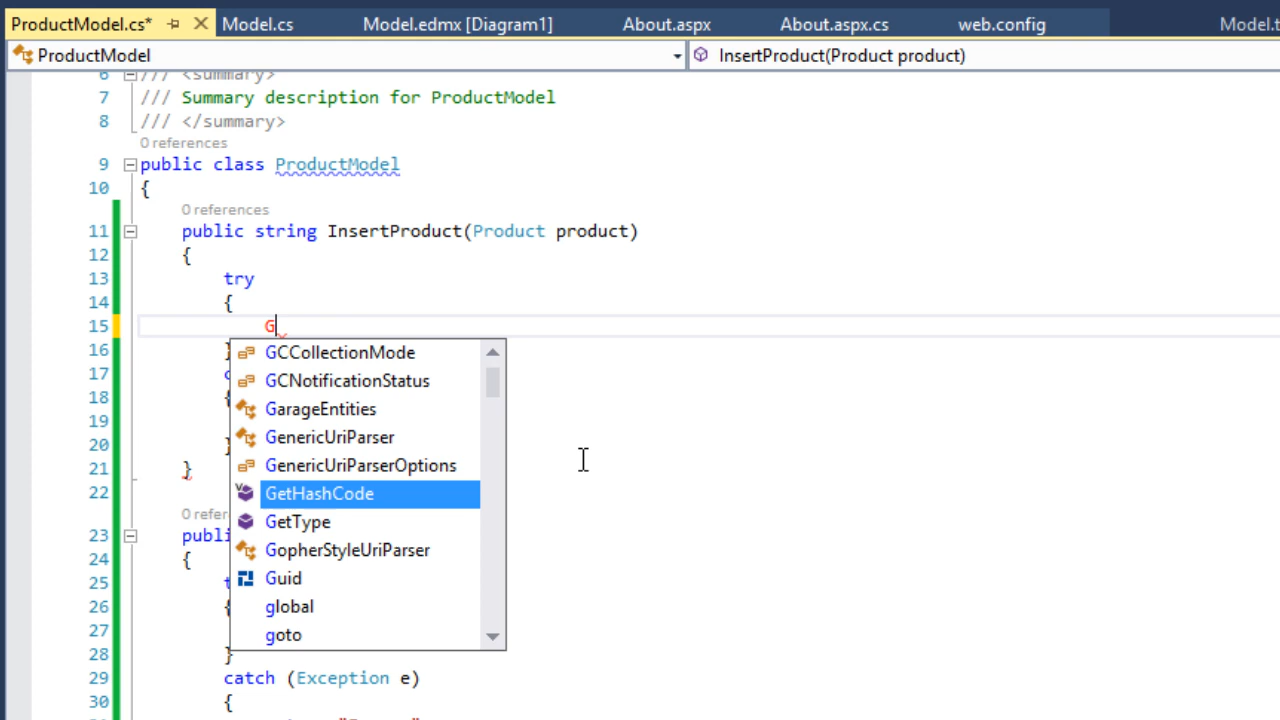 ProductModel.cs* Model.cs Model.edmx [Diagram1] About.aspx About.aspx.cs web.config Model.t
ProductModel InsertProduct(Product product)
6 /// <summary>
7 /// Summary description for ProductModel
8 /// </summary>
0 references
9 public class ProductModel
10 {
0 references
11 public string InsertProduct(Product product)
12 {
13 try
14 {
15 G
16 }
17 c
18 {
19
20 }
21 }
22
0 refer
23 publi
24 {
25 t
26 {
27
28 }
29 catch (Exception e)
30 {
GCCollectionMode
GCNotificationStatus
GarageEntities
GenericUriParser
GenericUriParserOptions
GetHashCode
GetType
GopherStyleUriParser
Guid
global
goto